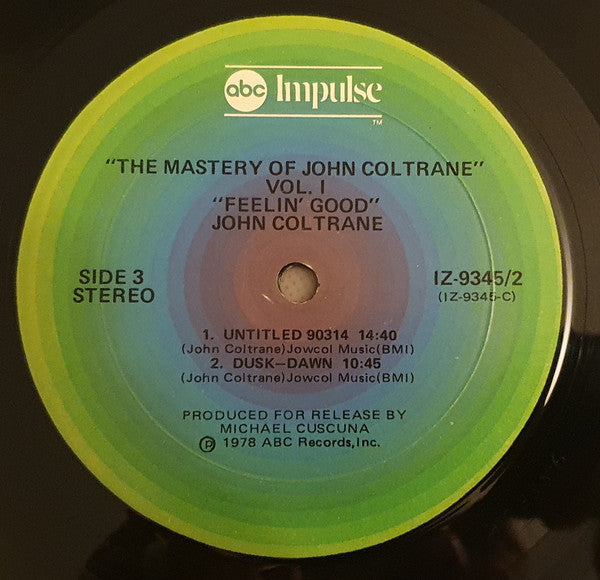 abc Impulse
TM
"THE MASTERY OF JOHN COLTRANE"
VOL. I
"FEELIN' GOOD"
JOHN COLTRANE
SIDE 3 IZ-9345/2
STEREO (IZ-9345-C)
1. UNTITLED 90314 14:40
(John Coltrane)Jowcol Music(BMI)
2. DUSK—DAWN 10:45
(John Coltrane)Jowcol Music(BMI)
PRODUCED FOR RELEASE BY
MICHAEL CUSCUNA
℗ 1978 ABC Records,Inc.